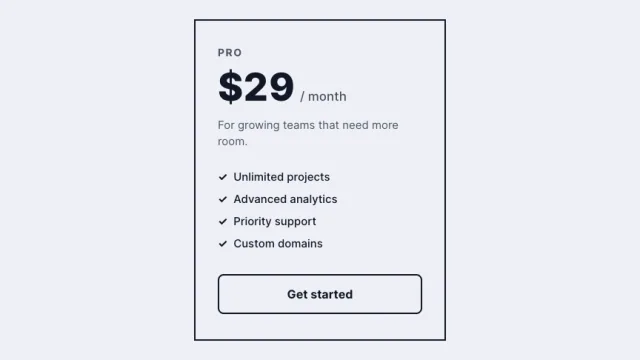 PRO
$29 / month
For growing teams that need more
room.
✓ Unlimited projects
✓ Advanced analytics
✓ Priority support
✓ Custom domains
Get started